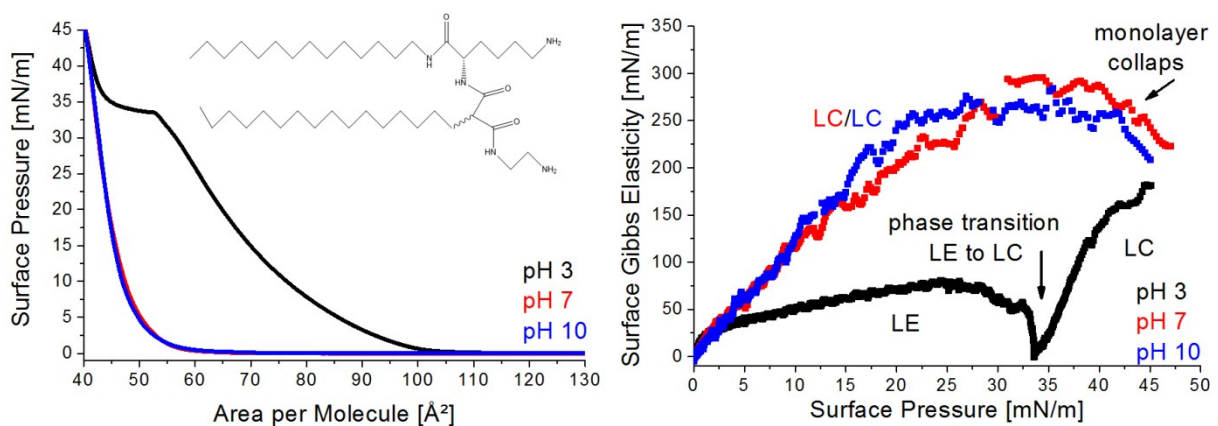 45
40
35
30
25
20
15
10
5
0
Surface Pressure [mN/m]
O
NH₂
N
H
NH
O
O
NH
NH₂
pH 3
pH 7
pH 10
40 50 60 70 80 90 100 110 120 130
Area per Molecule [Å²]
350
300
250
200
150
100
50
0
Surface Gibbs Elasticity [mN/m]
monolayer
collaps
LC/LC
phase transition
LE to LC
LC
LE
pH 3
pH 7
pH 10
0 5 10 15 20 25 30 35 40 45 50
Surface Pressure [mN/m]